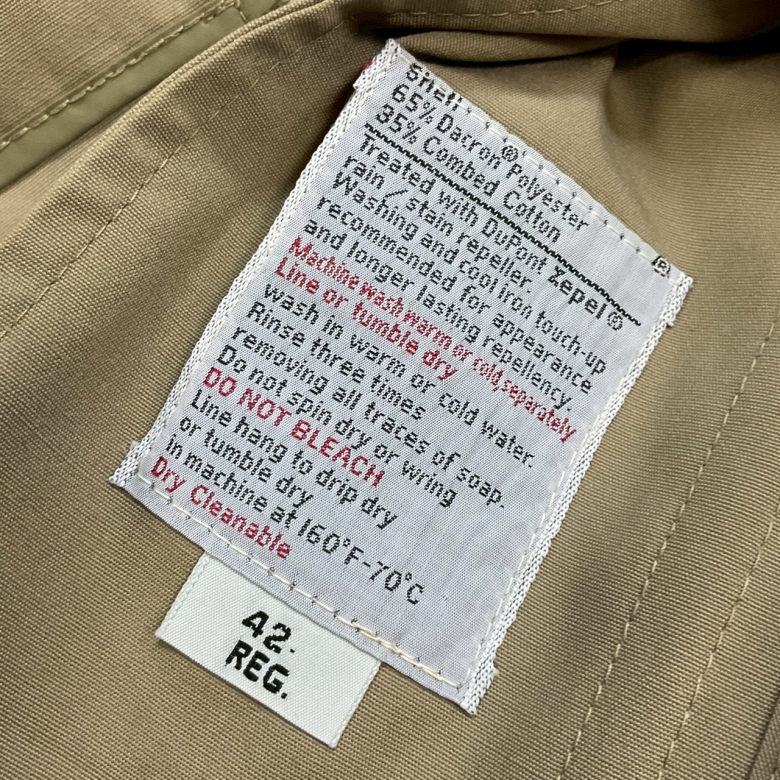 Shell
65% Dacron® Polyester
35% Combed Cotton
Treated with DuPont Zepel®
rain/stain repeller.
Washing and cool iron touch-up
recommended for appearance
and longer lasting repellency.
Machine wash warm or cold, separately
Line or tumble dry
wash in warm or cold water.
Rinse three times
removing all traces of soap.
Do not spin dry or wring
DO NOT BLEACH
Line hang to drip dry
or tumble dry
in machine at 160°F-70°C
Dry Cleanable
42.
REG.